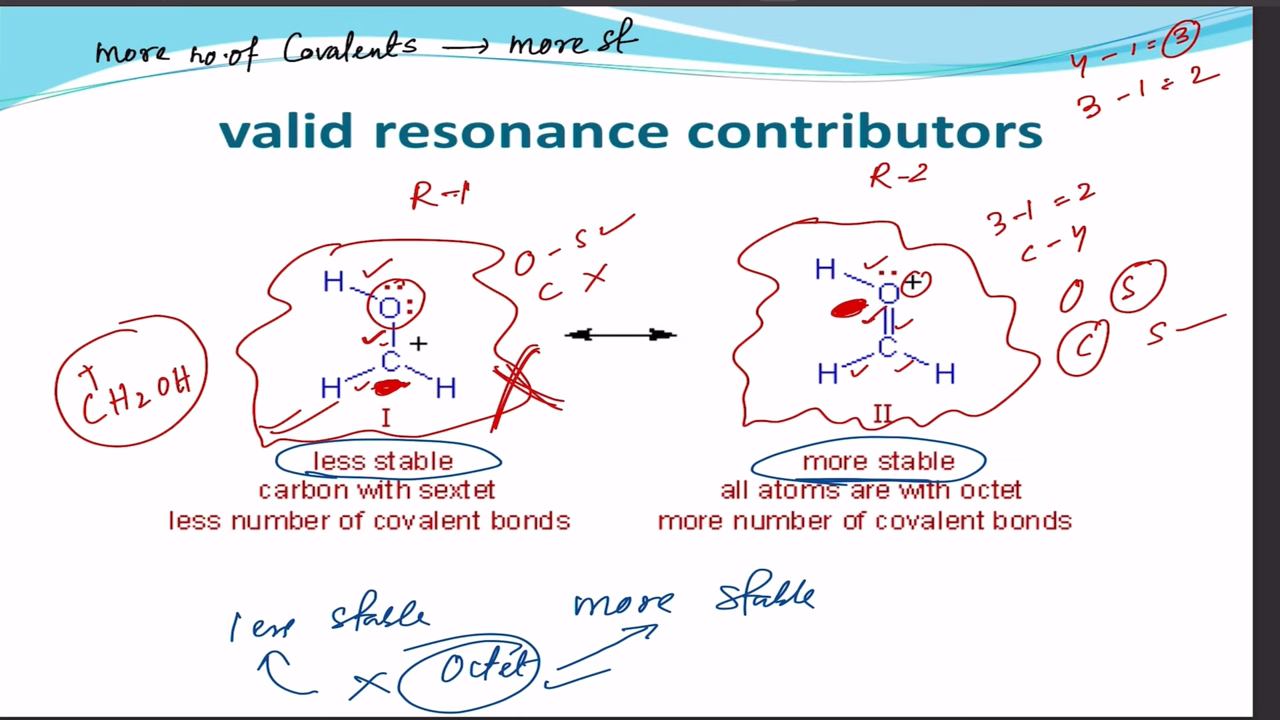 more no.of Covalents → more st
4 - 1 = 3
3 - 1 = 2
valid resonance contributors
R-1
R-2
O - S ✓
C X
3-1 = 2
C - 4
O S
C S
H
O
C +
H H
I
H
O +
C
H H
II
+
CH2OH
less stable
carbon with sextet
less number of covalent bonds
more stable
all atoms are with octet
more number of covalent bonds
less stable
more stable
X Octet